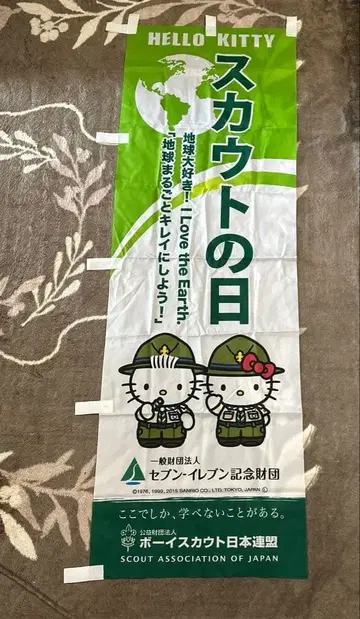 HELLO KITTY
スカウトの日
地球大好き! I Love the Earth.
「地球まるごとキレイにしよう!」
一般財団法人
セブン-イレブン記念財団
©1976, 1999, 2015 SANRIO CO., LTD. TOKYO, JAPAN Ⓛ
ここでしか、学べないことがある。
公益財団法人
ボーイスカウト日本連盟
SCOUT ASSOCIATION OF JAPAN